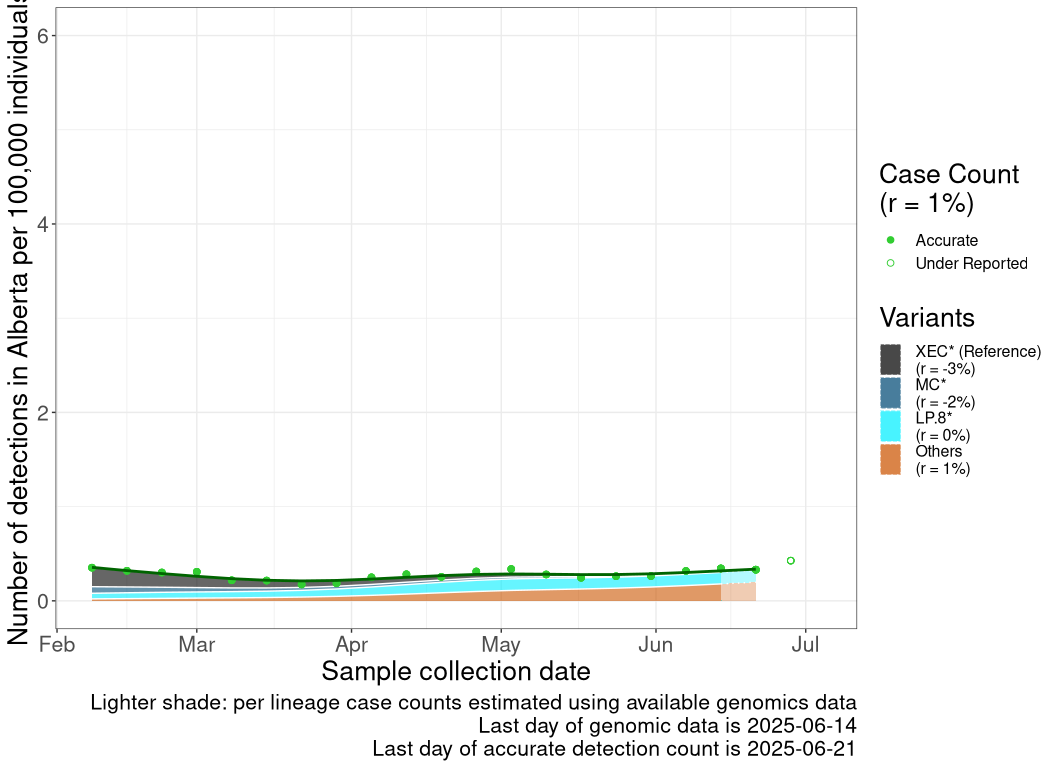 Number of detections in Alberta per 100,000 individuals
6
4
2
0
Feb
Mar
Apr
May
Jun
Jul
Sample collection date
Lighter shade: per lineage case counts estimated using available genomics data
Last day of genomic data is 2025-06-14
Last day of accurate detection count is 2025-06-21
Case Count
(r = 1%)
Accurate
Under Reported
Variants
XEC* (Reference)
(r = -3%)
MC*
(r = -2%)
LP.8*
(r = 0%)
Others
(r = 1%)